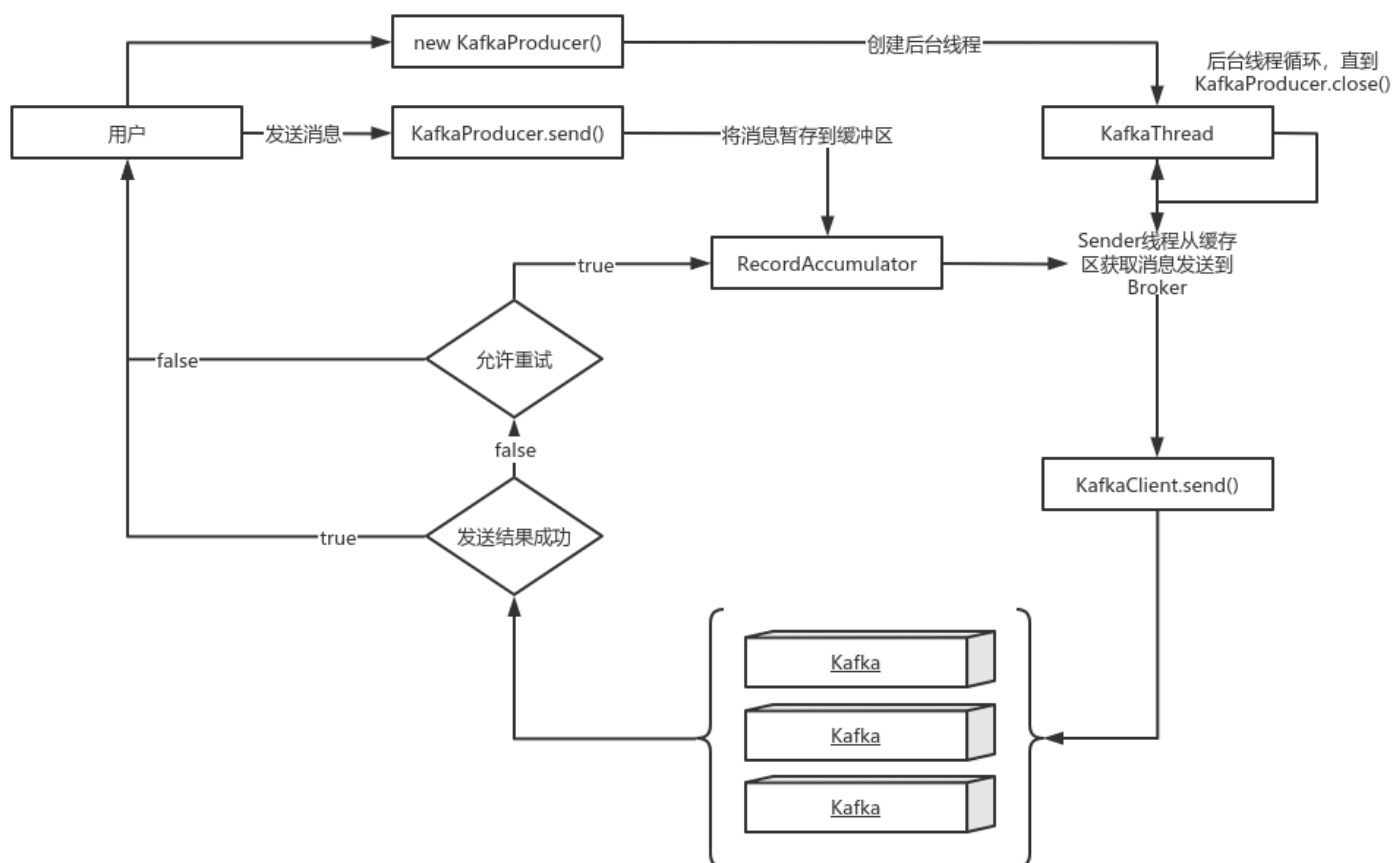 new KafkaProducer()
创建后台线程
后台线程循环，直到
KafkaProducer.close()
用户
发送消息
KafkaProducer.send()
将消息暂存到缓冲区
KafkaThread
Sender线程从缓存
区获取消息发送到
Broker
true
RecordAccumulator
false
允许重试
false
KafkaClient.send()
true
发送结果成功
Kafka
Kafka
Kafka